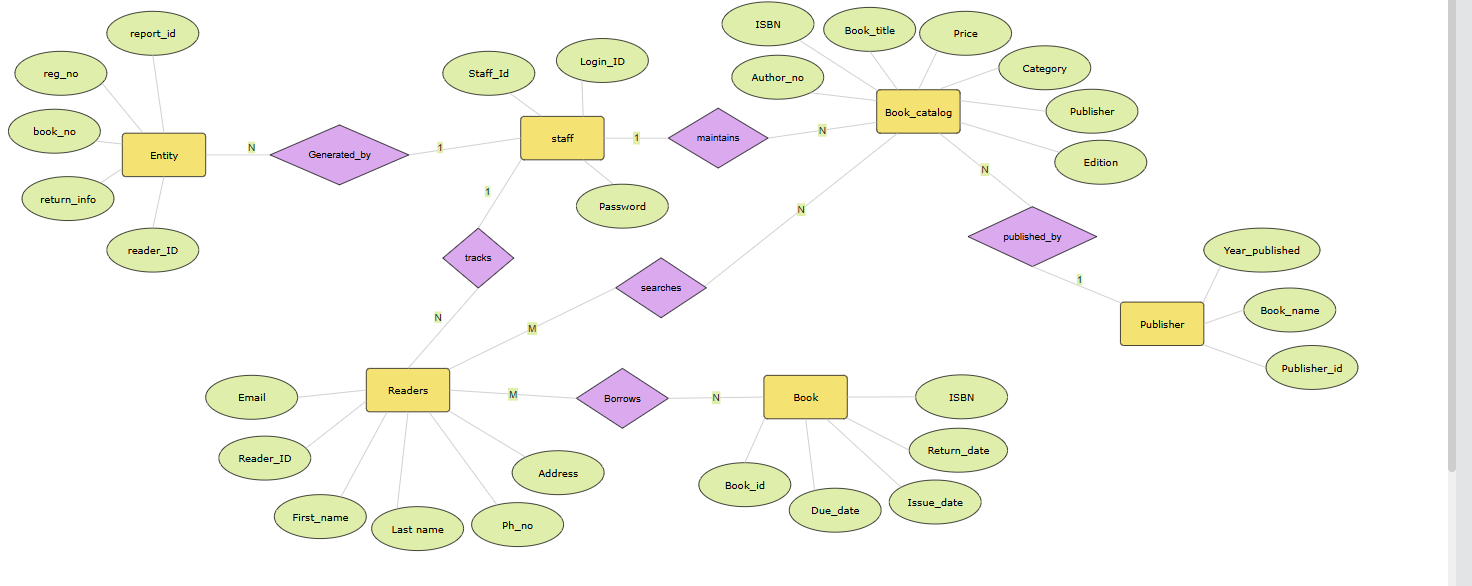 report_id
reg_no
book_no
return_info
reader_ID
Entity
N
Generated_by
1
Staff_Id
Login_ID
staff
Password
1
maintains
N
ISBN
Book_title
Price
Author_no
Category
Publisher
Edition
Book_catalog
N
published_by
1
Publisher
Year_published
Book_name
Publisher_id
1
tracks
N
N
searches
M
Readers
Email
Reader_ID
First_name
Last name
Ph_no
Address
M
Borrows
N
Book
ISBN
Return_date
Issue_date
Due_date
Book_id